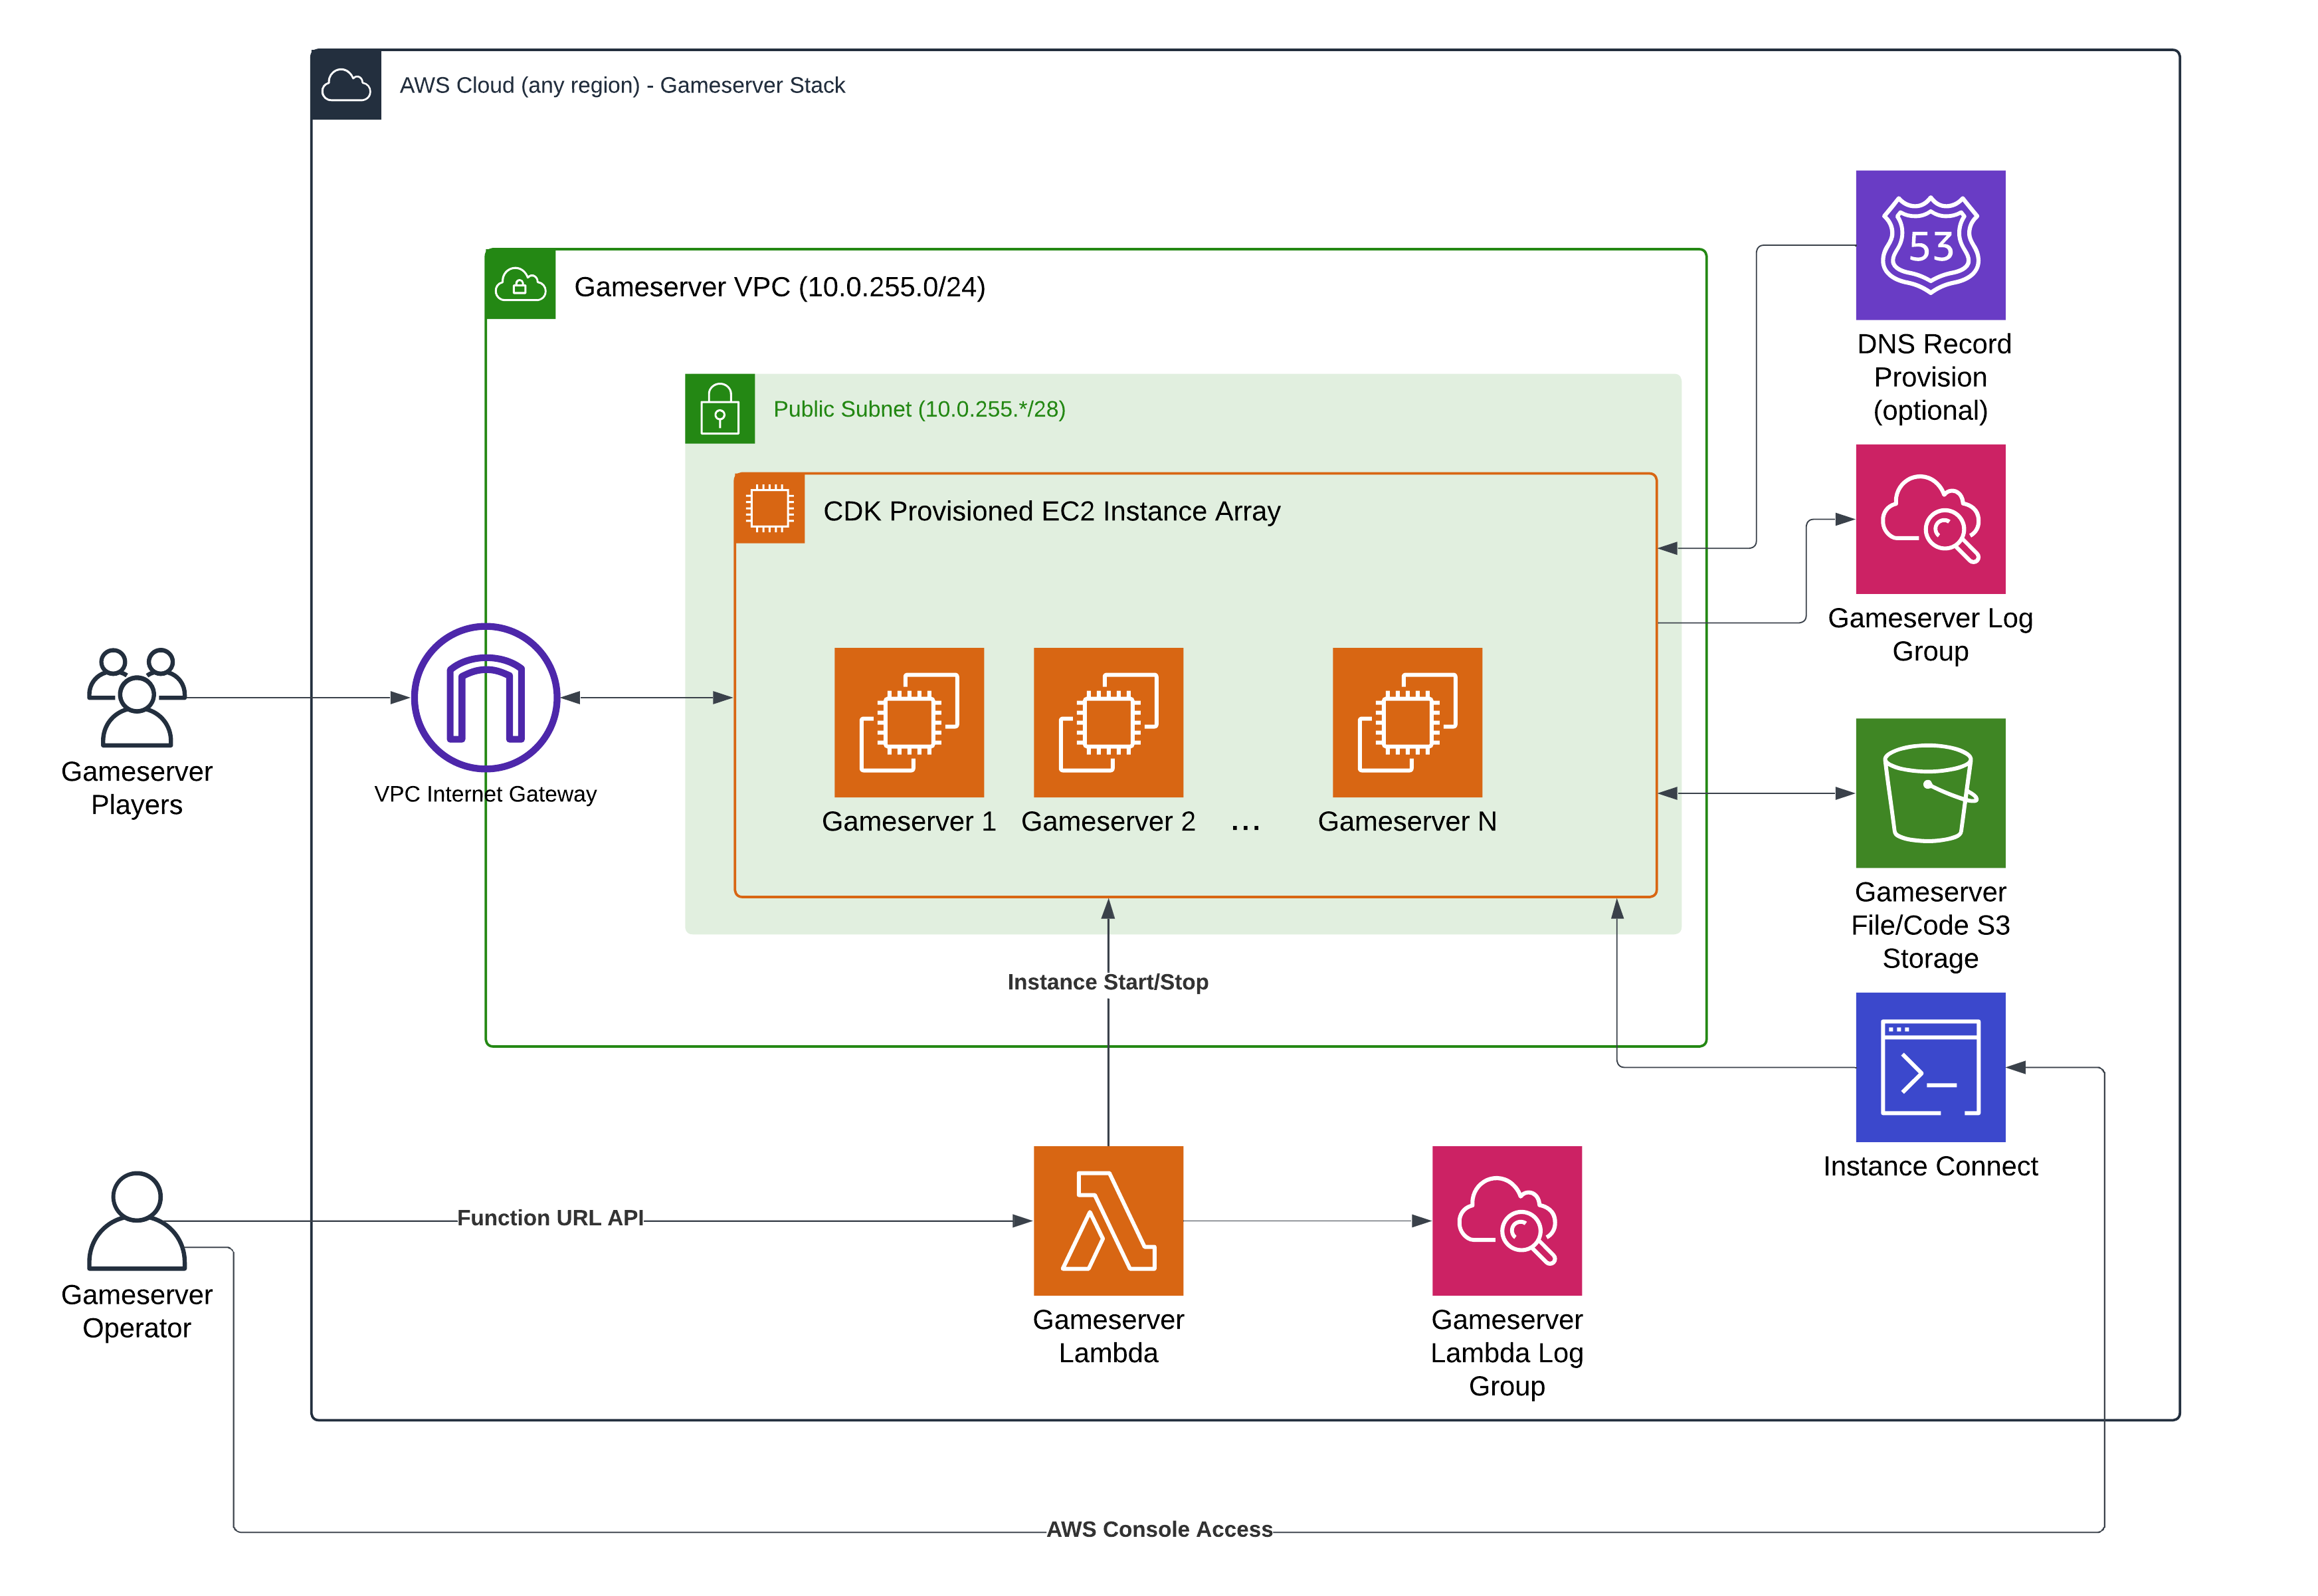 AWS Cloud (any region) - Gameserver Stack
53
DNS Record
Provision
(optional)
Gameserver VPC (10.0.255.0/24)
Public Subnet (10.0.255.*/28)
CDK Provisioned EC2 Instance Array
Gameserver Log
Group
Gameserver
Players
VPC Internet Gateway
Gameserver 1
Gameserver 2
...
Gameserver N
Gameserver
File/Code S3
Storage
Instance Start/Stop
Instance Connect
Function URL API
Gameserver
Operator
Gameserver
Lambda
Gameserver
Lambda Log
Group
AWS Console Access